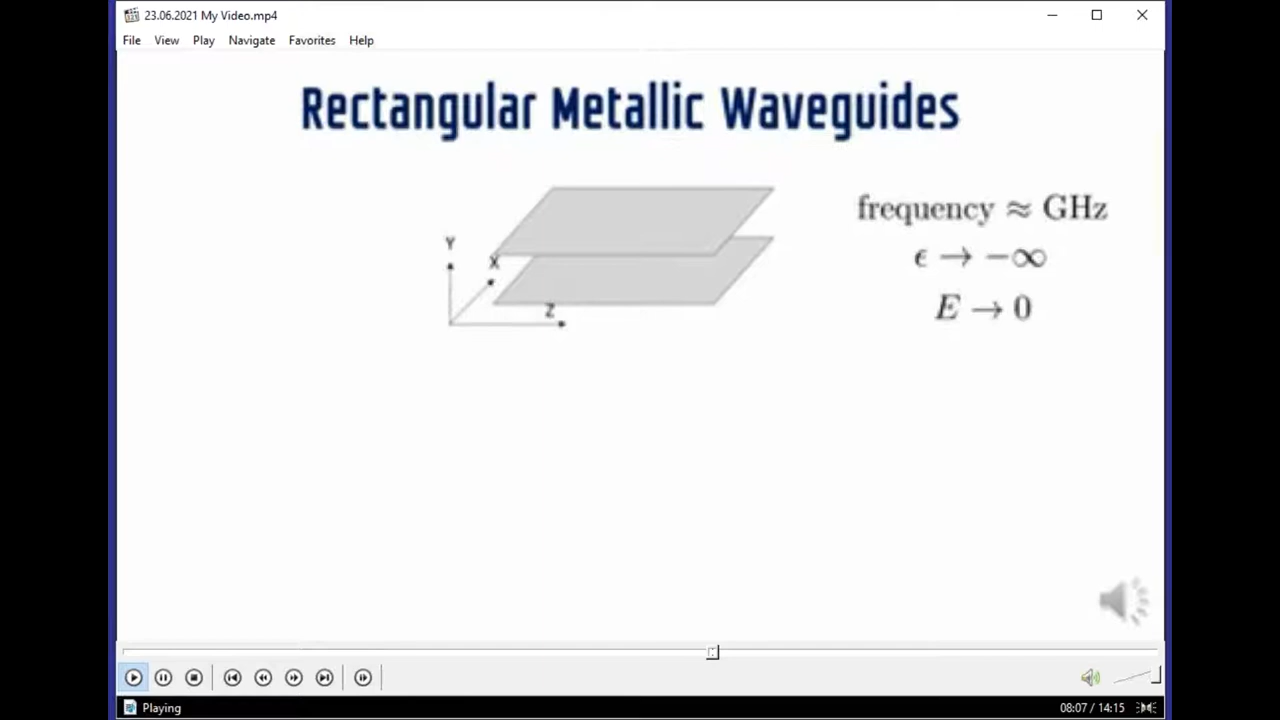 23.06.2021 My Video.mp4
File View Play Navigate Favorites Help
Rectangular Metallic Waveguides
frequency ≈ GHz
ϵ → −∞
E → 0
Y
X
Z
Playing
08:07 / 14:15